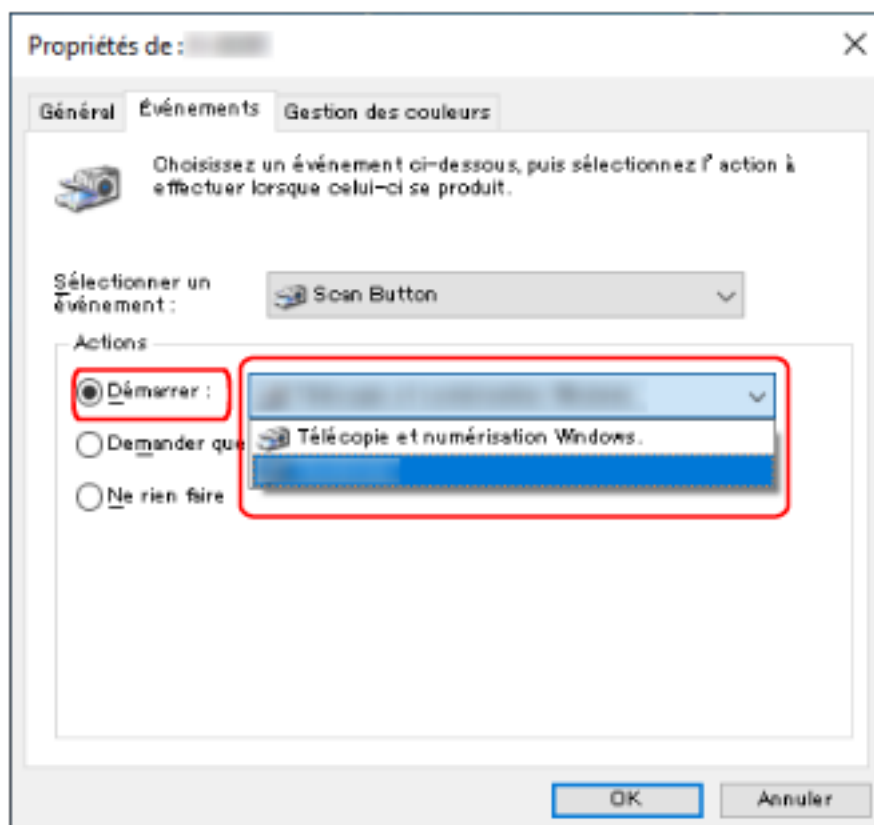 Propriétés de :
Général
Événements
Gestion des couleurs
Choisissez un événement ci-dessous, puis sélectionnez l'action à
effectuer lorsque celui-ci se produit.
Sélectionner un
événement :
Scan Button
Actions
Démarrer :
Télécopie et numérisation Windows.
Demander que
Ne rien faire
OK
Annuler